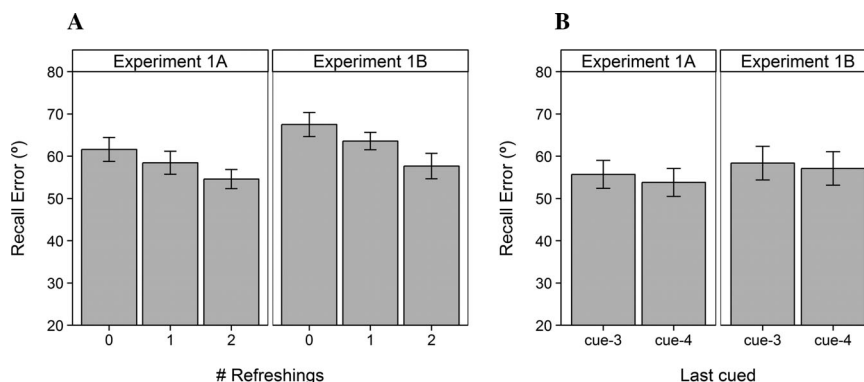 A
B
Experiment 1A
Experiment 1B
Experiment 1A
Experiment 1B
Recall Error (º)
80
70
60
50
40
30
20
0
1
2
0
1
2
# Refreshings
Recall Error (º)
80
70
60
50
40
30
20
cue-3
cue-4
cue-3
cue-4
Last cued